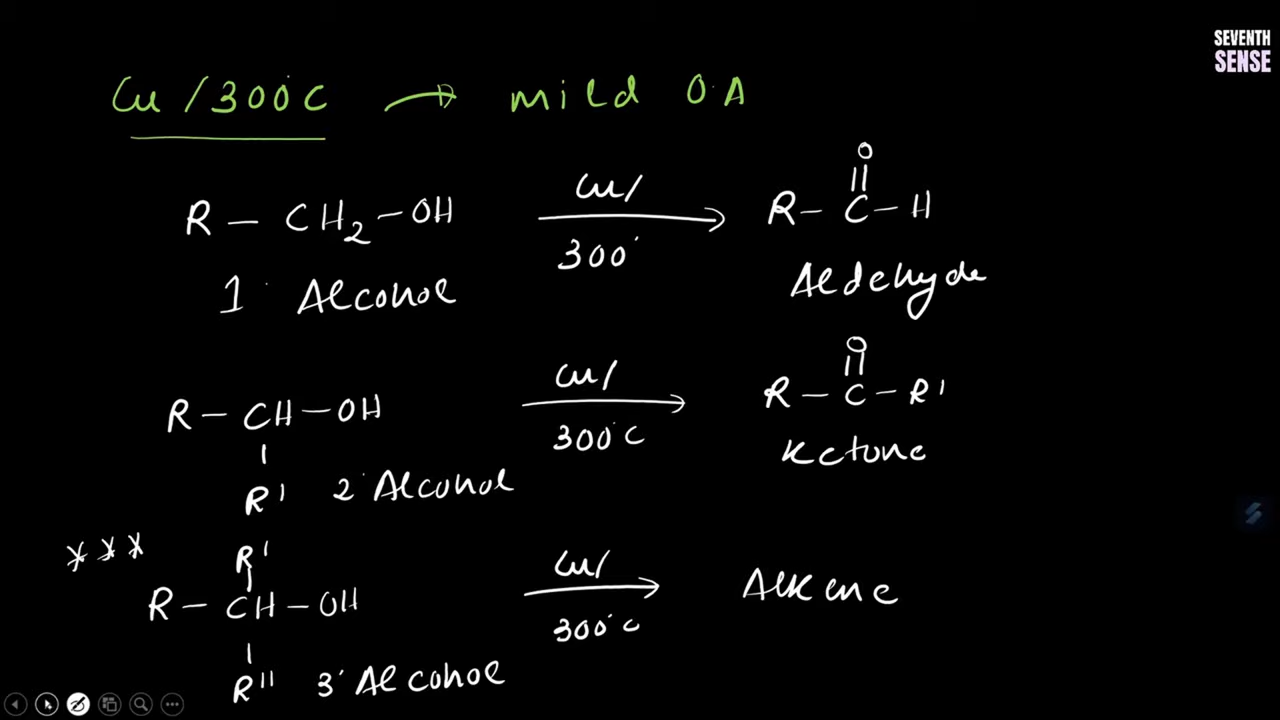 SEVENTH
SENSE
Cu /300°C → mild O.A
R – CH2 – OH
Cu/
300°
O
||
R – C – H
1° Alcohol
Aldehyde
R – CH – OH
|
R'
Cu/
300°C
O
||
R – C – R'
2° Alcohol
Ketone
***
R'
|
R – CH – OH
|
R''
Cu/
300°C
Alkene
3° Alcohol